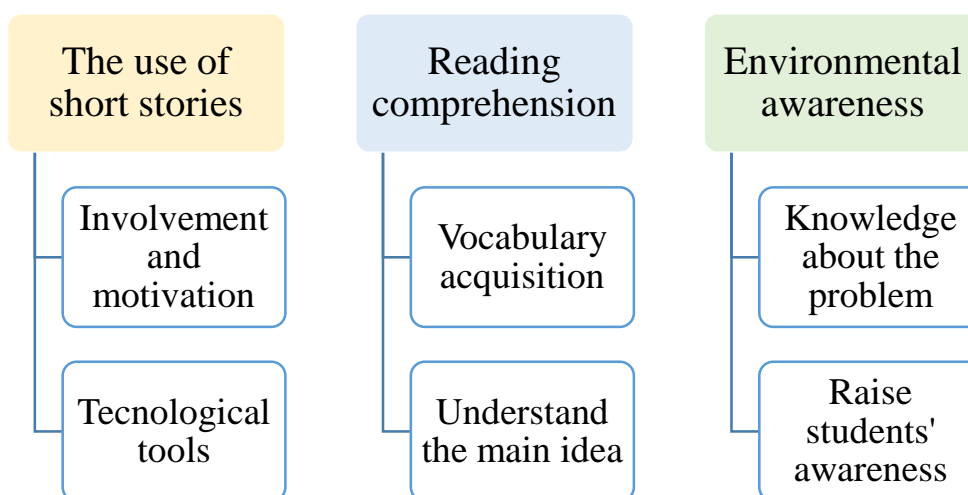 The use of
short stories
Involvement
and
motivation
Tecnological
tools
Reading
comprehension
Vocabulary
acquisition
Understand
the main idea
Environmental
awareness
Knowledge
about the
problem
Raise
students'
awareness